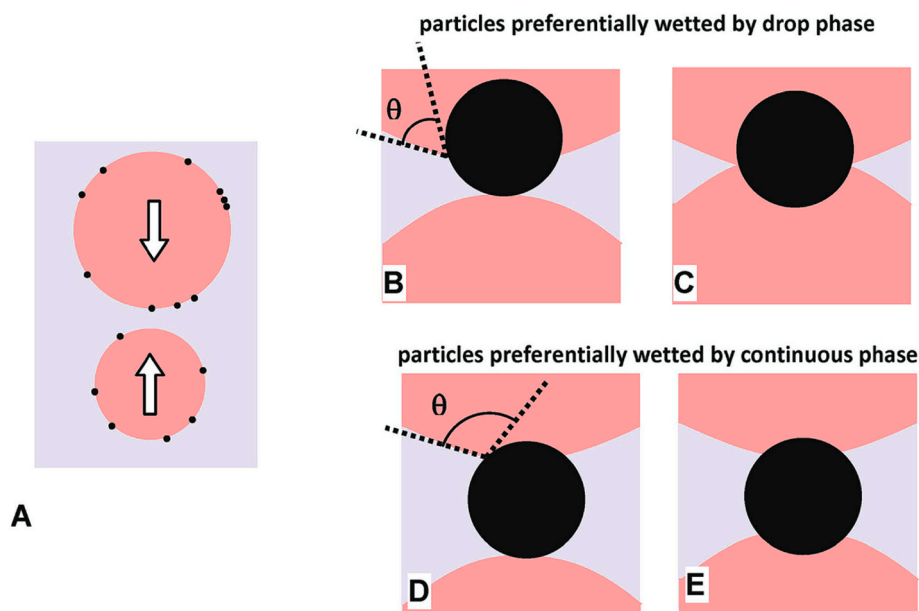 particles preferentially wetted by drop phase
θ
B
C
particles preferentially wetted by continuous phase
θ
A
D
E